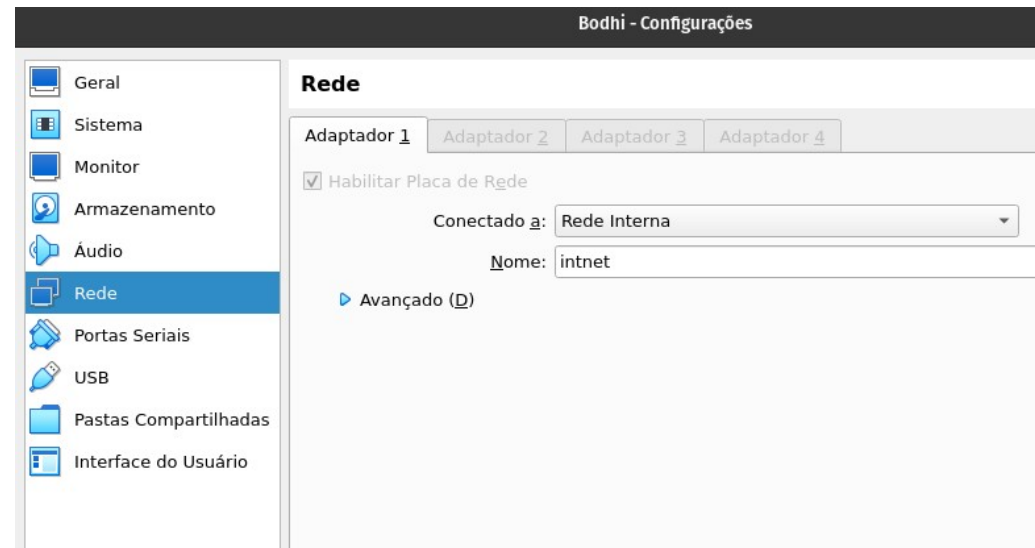 Bodhi - Configurações
Geral
Sistema
Monitor
Armazenamento
Áudio
Rede
Portas Seriais
USB
Pastas Compartilhadas
Interface do Usuário
Rede
Adaptador 1 Adaptador 2 Adaptador 3 Adaptador 4
Habilitar Placa de Rede
Conectado a: Rede Interna
Nome: intnet
Avançado (D)